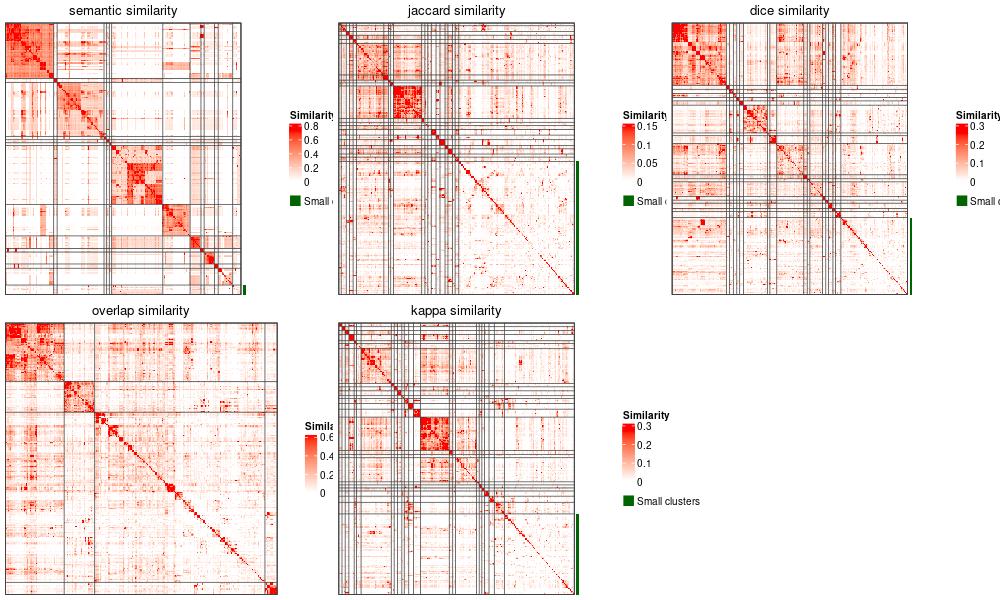 semantic similarity
jaccard similarity
dice similarity
Similarity
0.8
0.6
0.4
0.2
0
Small
Similarity
0.15
0.1
0.05
0
Small
Similarity
0.3
0.2
0.1
0
Small
overlap similarity
kappa similarity
0.6
0.4
0.2
0
Similarity
0.3
0.2
0.1
0
Small clusters